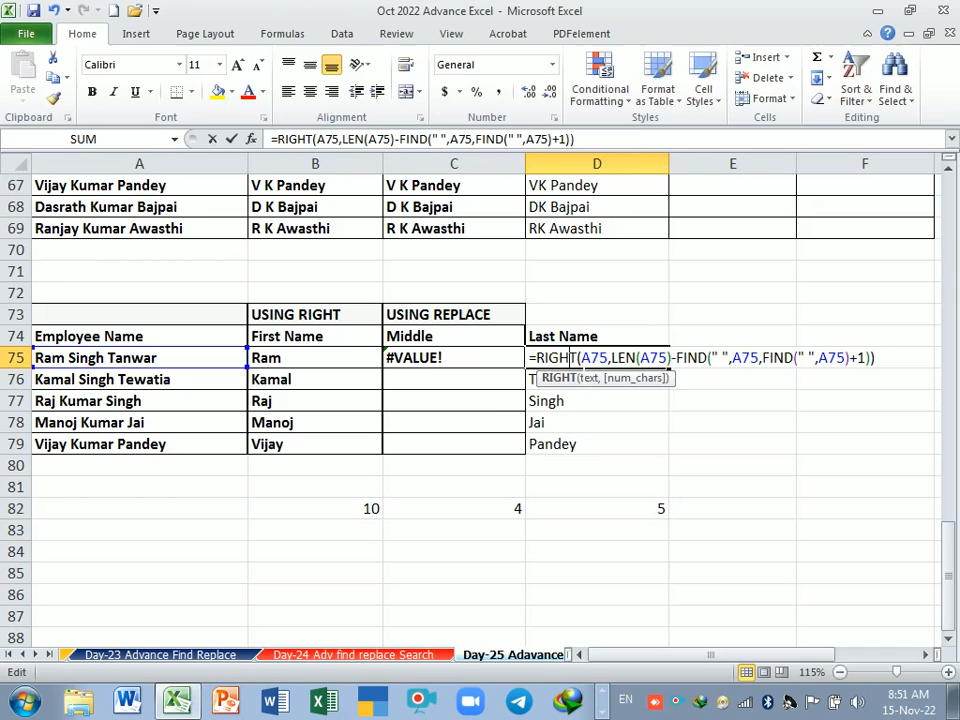 Oct 2022 Advance Excel - Microsoft Excel
File Home Insert Page Layout Formulas Data Review View Acrobat PDFelement
Paste
Calibri 11 A A
B I U A
General
$ % ,
Conditional Formatting
Format as Table
Cell Styles
Insert
Delete
Format
Σ
Sort & Filter
Find & Select
Clipboard Font Alignment Number Styles Cells Editing
SUM fx =RIGHT(A75,LEN(A75)-FIND(" ",A75,FIND(" ",A75)+1))
A B C D E F
67 Vijay Kumar Pandey V K Pandey V K Pandey VK Pandey
68 Dasrath Kumar Bajpai D K Bajpai D K Bajpai DK Bajpai
69 Ranjay Kumar Awasthi R K Awasthi R K Awasthi RK Awasthi
70
71
72
73 USING RIGHT USING REPLACE
74 Employee Name First Name Middle Last Name
75 Ram Singh Tanwar Ram #VALUE! =RIGHT(A75,LEN(A75)-FIND(" ",A75,FIND(" ",A75)+1))
RIGHT(text, [num_chars])
76 Kamal Singh Tewatia Kamal T
77 Raj Kumar Singh Raj Singh
78 Manoj Kumar Jai Manoj Jai
79 Vijay Kumar Pandey Vijay Pandey
80
81
82 10 4 5
83
84
85
86
87
88
Day-23 Advance Find Replace Day-24 Adv find replace Search Day-25 Adavance
Edit 115%
EN 8:51 AM
15-Nov-22